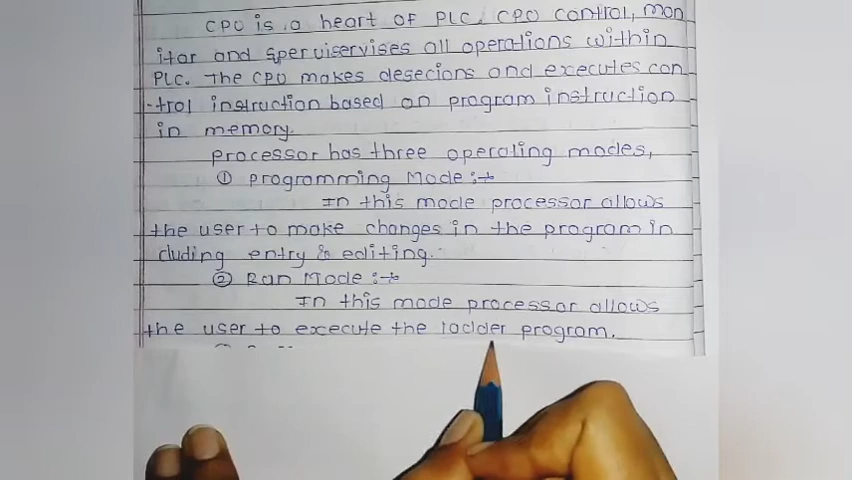 CPU is a heart of PLC. CPU control, mon
itor and sperviservises all operations within
PLC. The CPU makes desecions and executes con
-trol instruction based on program instruction
in memory.
Processor has three operating modes,
① Programming Mode :→
In this mode processor allows
the user to make changes in the program in
cluding entry & editing.
② Run Mode :→
In this mode processor allows
the user to execute the ladder program.